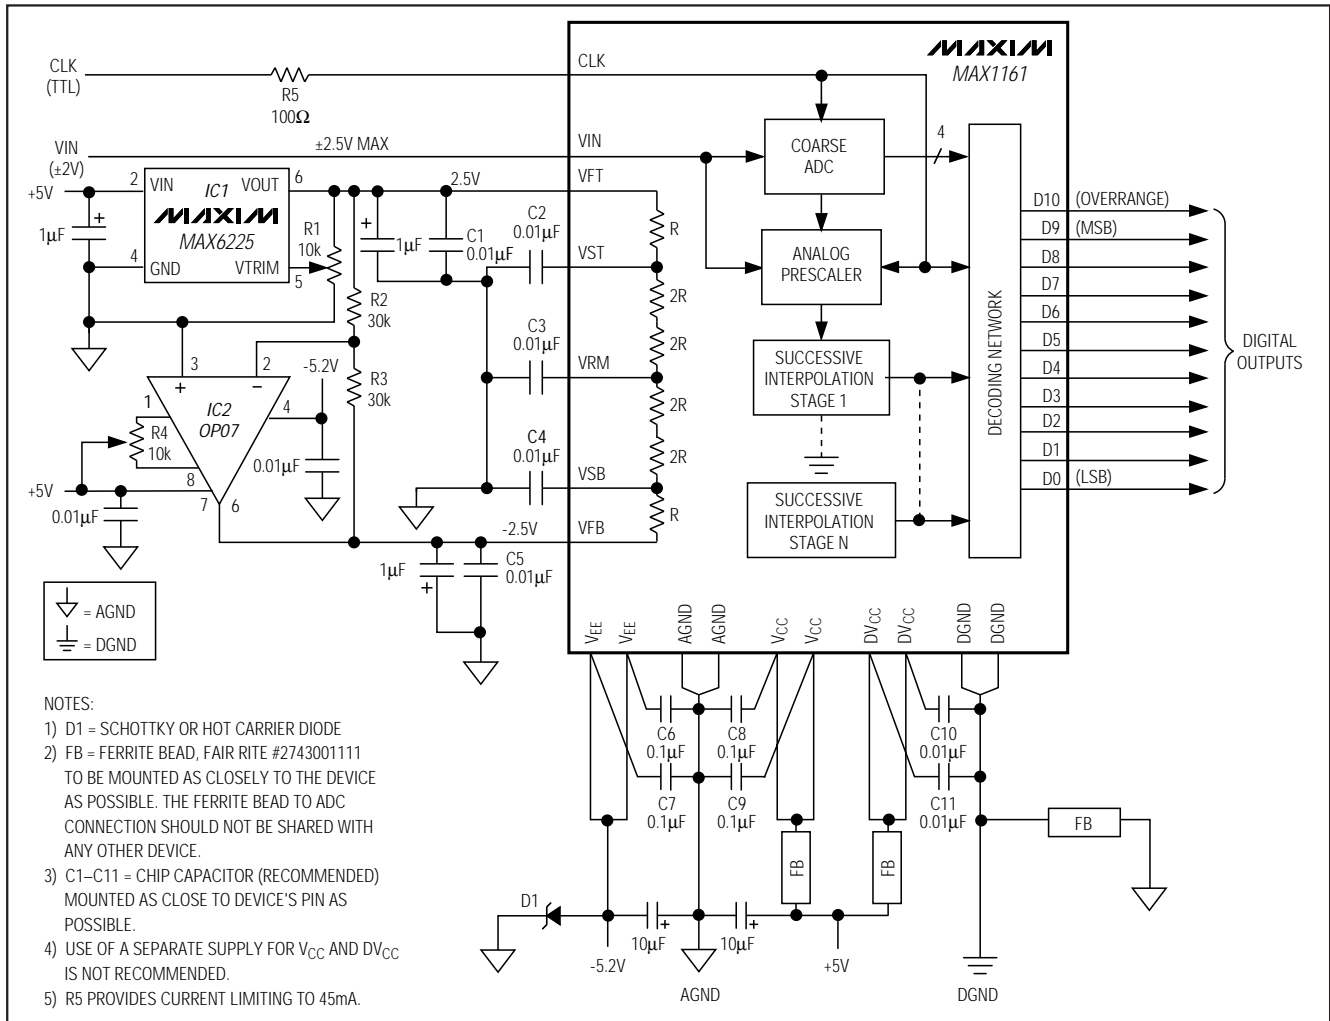 MAXIM
MAX1161
CLK
(TTL)
R5
100Ω
CLK
VIN
(±2V)
±2.5V MAX
VIN
COARSE
ADC
4
+5V
2
VIN
IC1
VOUT
6
MAXIM
MAX6225
4
GND
VTRIM
5
1µF
+
R1
10k
2.5V
VFT
+
1µF
C1
0.01µF
C2
0.01µF
VST
R
2R
2R
2R
2R
R
ANALOG
PRESCALER
R2
30k
C3
0.01µF
VRM
SUCCESSIVE
INTERPOLATION
STAGE 1
DECODING NETWORK
D10
(OVERRANGE)
D9
(MSB)
D8
D7
D6
D5
D4
D3
D2
D1
D0
(LSB)
DIGITAL
OUTPUTS
3
2
-5.2V
R3
30k
+
−
1
IC2
OP07
4
R4
10k
0.01µF
C4
0.01µF
VSB
+5V
8
7
6
0.01µF
SUCCESSIVE
INTERPOLATION
STAGE N
-2.5V
VFB
1µF
+
C5
0.01µF
= AGND
= DGND
VEE
VEE
AGND
AGND
VCC
VCC
DVCC
DVCC
DGND
DGND
C6
0.1µF
C8
0.1µF
C10
0.01µF
C7
0.1µF
C9
0.1µF
C11
0.01µF
FB
FB
FB
D1
10µF
+
10µF
+
-5.2V
AGND
+5V
DGND
NOTES:
1) D1 = SCHOTTKY OR HOT CARRIER DIODE
2) FB = FERRITE BEAD, FAIR RITE #2743001111
TO BE MOUNTED AS CLOSELY TO THE DEVICE
AS POSSIBLE. THE FERRITE BEAD TO ADC
CONNECTION SHOULD NOT BE SHARED WITH
ANY OTHER DEVICE.
3) C1–C11 = CHIP CAPACITOR (RECOMMENDED)
MOUNTED AS CLOSE TO DEVICE'S PIN AS
POSSIBLE.
4) USE OF A SEPARATE SUPPLY FOR VCC AND DVCC
IS NOT RECOMMENDED.
5) R5 PROVIDES CURRENT LIMITING TO 45mA.